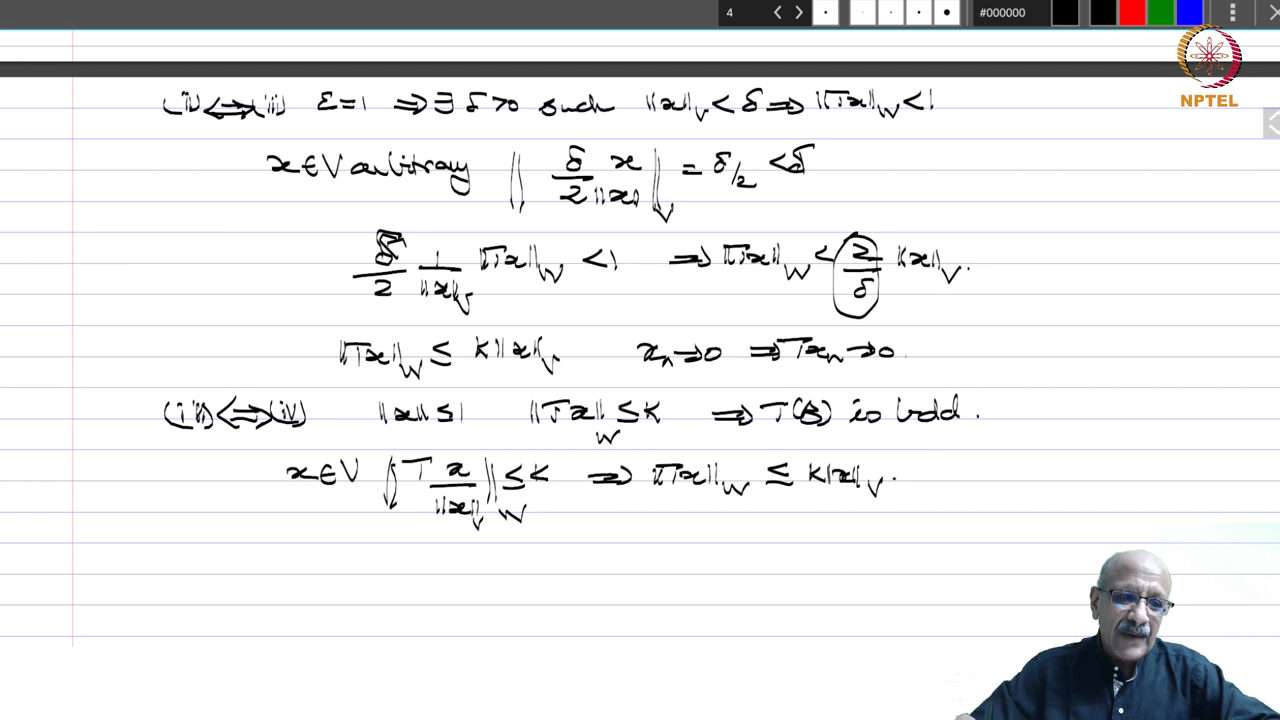 4 #000000
NPTEL
(ii)⟺(iii) ε=1 ⟹ ∃ δ>0 such ‖x‖_V < δ ⟹ ‖Tx‖_W < 1
x∈V arbitrary ‖ δ/2 x/‖x‖ ‖_V = δ/2 < δ
δ/2 1/‖x‖_V ‖Tx‖_W < 1 ⟹ ‖Tx‖_W < 2/δ ‖x‖_V.
‖Tx‖_W ≤ K‖x‖_V x_n→0 ⟹ Tx_n→0.
(iii)⟺(iv) ‖x‖ ≤ 1 ‖Tx‖_W ≤ K ⟹ T(B) is bdd.
x∈V ‖T x/‖x‖_V‖_W ≤ K ⟹ ‖Tx‖_W ≤ K‖x‖_V.